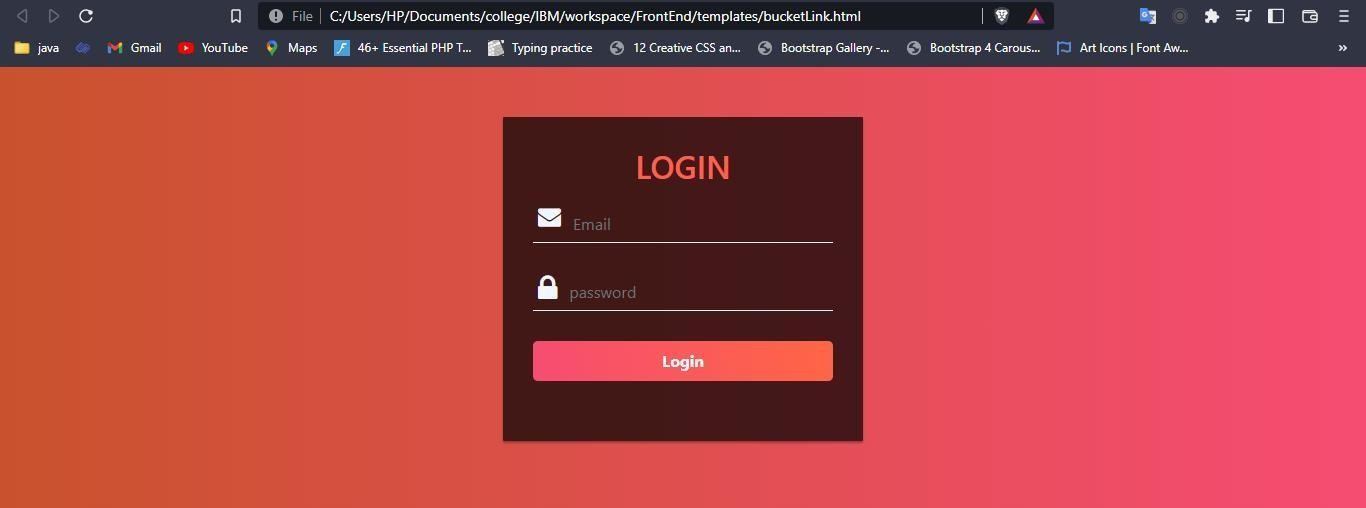 File C:/Users/HP/Documents/college/IBM/workspace/FrontEnd/templates/bucketLink.html
java Gmail YouTube Maps 46+ Essential PHP T... Typing practice 12 Creative CSS an... Bootstrap Gallery -... Bootstrap 4 Carous... Art Icons | Font Aw... »
LOGIN
Email
password
Login